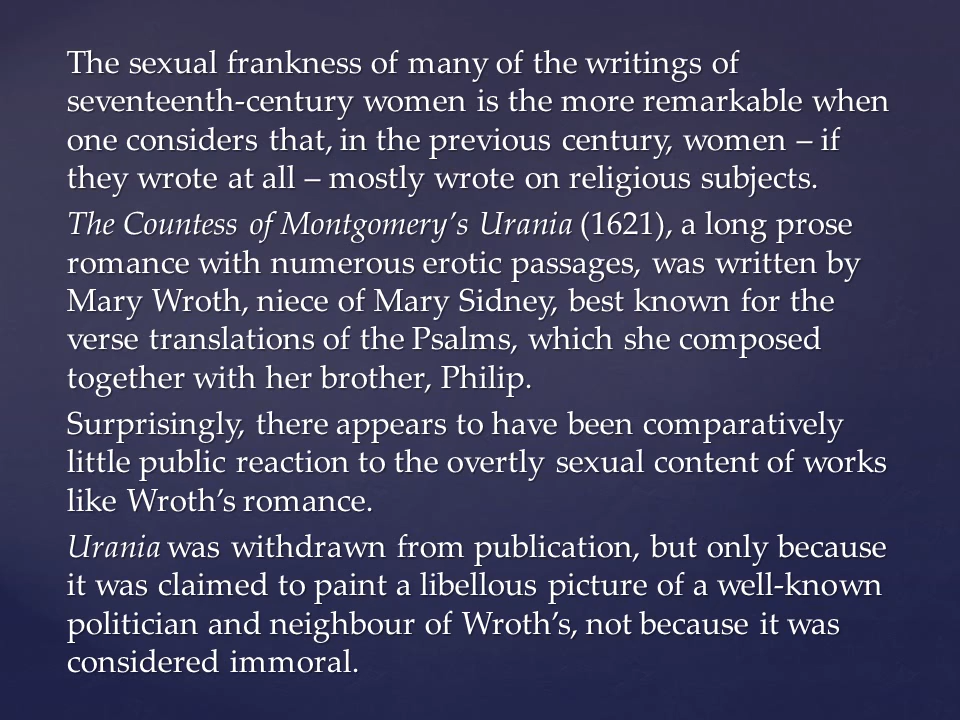 The sexual frankness of many of the writings of
seventeenth-century women is the more remarkable when
one considers that, in the previous century, women – if
they wrote at all – mostly wrote on religious subjects.
The Countess of Montgomery’s Urania (1621), a long prose
romance with numerous erotic passages, was written by
Mary Wroth, niece of Mary Sidney, best known for the
verse translations of the Psalms, which she composed
together with her brother, Philip.
Surprisingly, there appears to have been comparatively
little public reaction to the overtly sexual content of works
like Wroth’s romance.
Urania was withdrawn from publication, but only because
it was claimed to paint a libellous picture of a well-known
politician and neighbour of Wroth’s, not because it was
considered immoral.